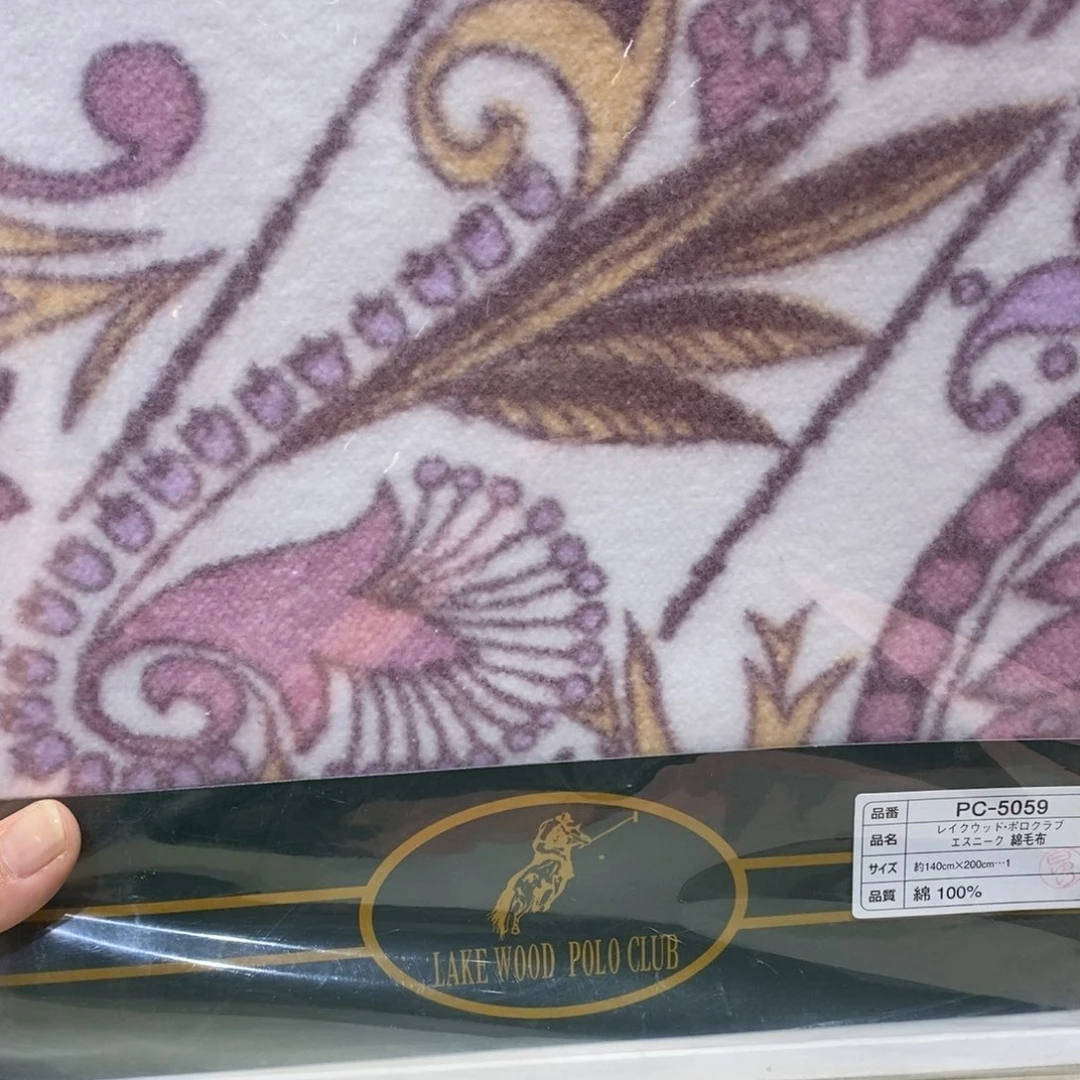 LAKE WOOD POLO CLUB
品番 PC-5059
品名 レイクウッド・ポロクラブ
エスニーク 綿毛布
サイズ 約140cm×200cm…1
品質 綿 100%